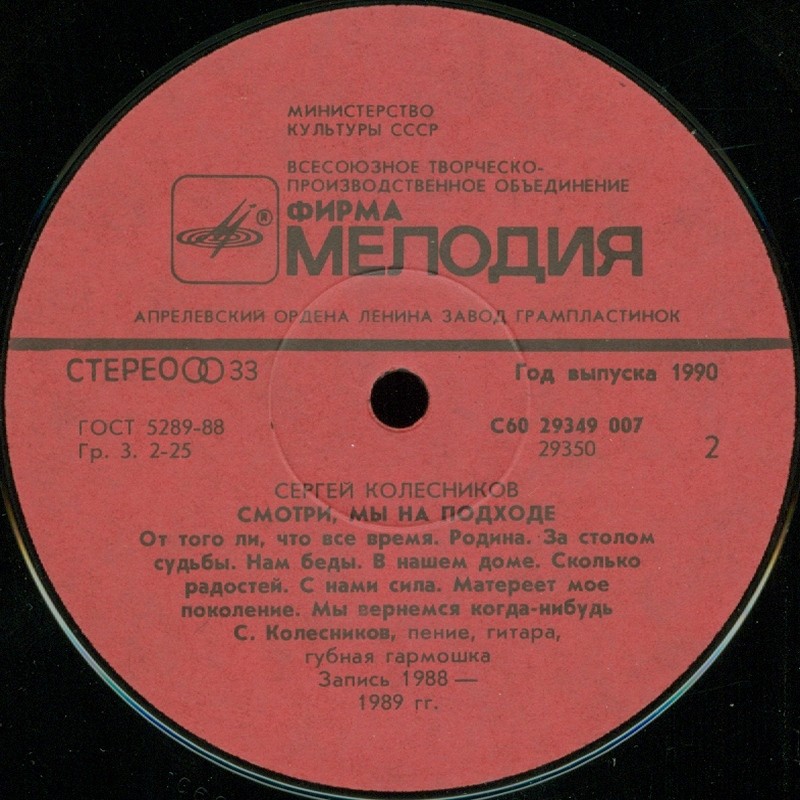 МИНИСТЕРСТВО
КУЛЬТУРЫ СССР
ВСЕСОЮЗНОЕ ТВОРЧЕСКО-
ПРОИЗВОДСТВЕННОЕ ОБЪЕДИНЕНИЕ
ФИРМА
®
МЕЛОДИЯ
АПРЕЛЕВСКИЙ ОРДЕНА ЛЕНИНА ЗАВОД ГРАМПЛАСТИНОК
СТЕРЕО 33
Год выпуска 1990
ГОСТ 5289-88
Гр. 3. 2-25
С60 29349 007
29350
2
СЕРГЕЙ КОЛЕСНИКОВ
СМОТРИ, МЫ НА ПОДХОДЕ
От того ли, что все время. Родина. За столом
судьбы. Нам беды. В нашем доме. Сколько
радостей. С нами сила. Матереет мое
поколение. Мы вернемся когда-нибудь
С. Колесников, пение, гитара,
губная гармошка
Запись 1988 —
1989 гг.